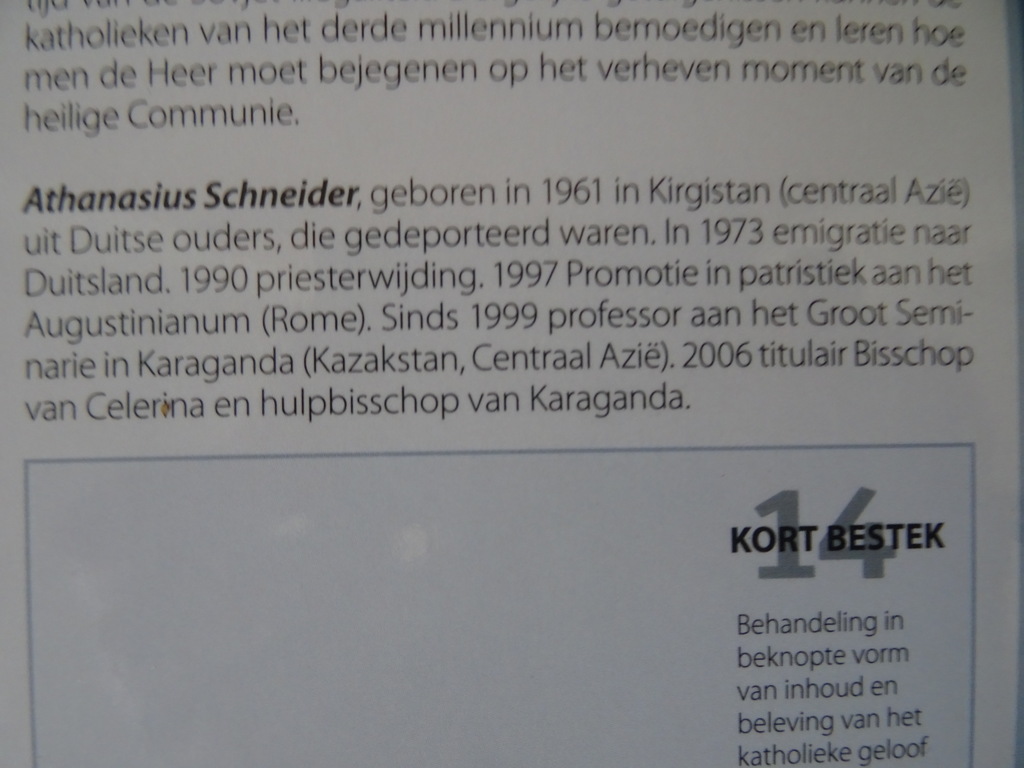 tijd van de Sovjet
katholieken van het derde millennium bemoedigen en leren hoe
men de Heer moet bejegenen op het verheven moment van de
heilige Communie.
Athanasius Schneider, geboren in 1961 in Kirgistan (centraal Azië)
uit Duitse ouders, die gedeporteerd waren. In 1973 emigratie naar
Duitsland. 1990 priesterwijding. 1997 Promotie in patristiek aan het
Augustinianum (Rome). Sinds 1999 professor aan het Groot Semi-
narie in Karaganda (Kazakstan, Centraal Azië). 2006 titulair Bisschop
van Celerina en hulpbisschop van Karaganda.
14
KORT BESTEK
Behandeling in
beknopte vorm
van inhoud en
beleving van het
katholieke geloof